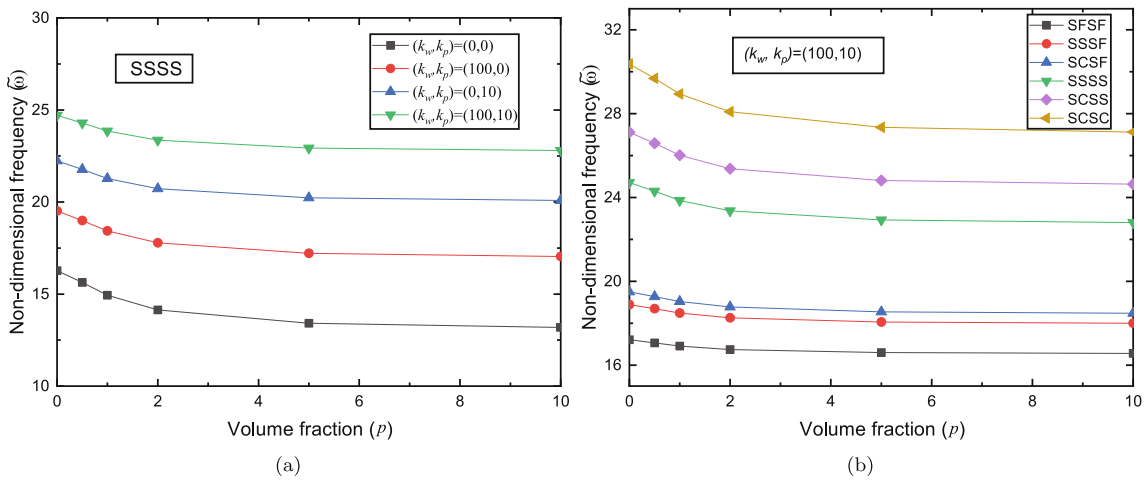 30
25
20
15
10
Non-dimensional frequency (ω̃)
SSSS
(k_w,k_p)=(0,0)
(k_w,k_p)=(100,0)
(k_w,k_p)=(0,10)
(k_w,k_p)=(100,10)
0 2 4 6 8 10
Volume fraction (p)
(a)
32
28
24
20
16
Non-dimensional frequency (ω̃)
(k_w, k_p)=(100,10)
SFSF
SSSF
SCSF
SSSS
SCSS
SCSC
0 2 4 6 8 10
Volume fraction (p)
(b)